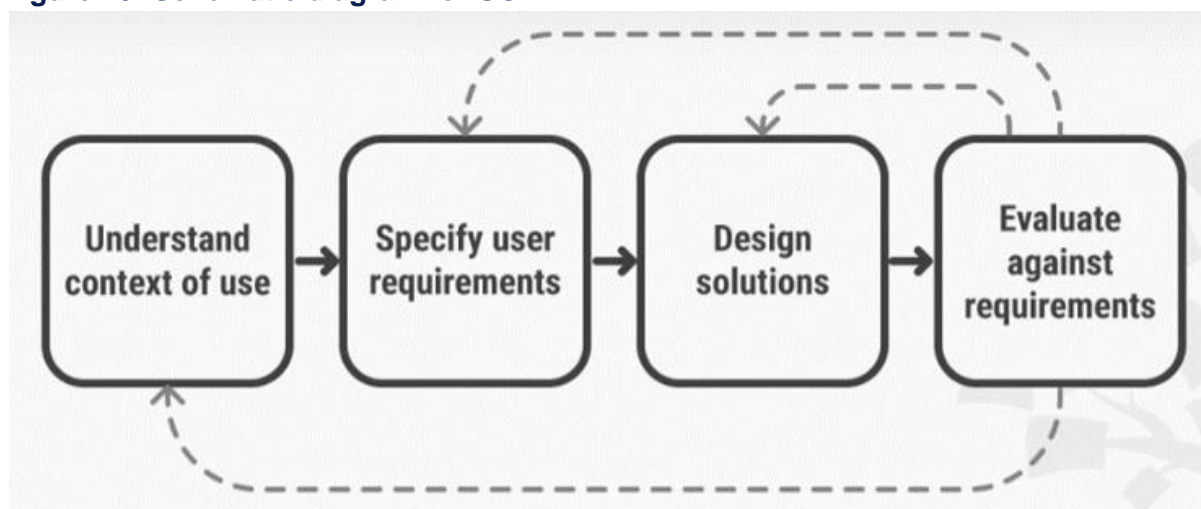 Understand
context of use
Specify user
requirements
Design
solutions
Evaluate
against
requirements